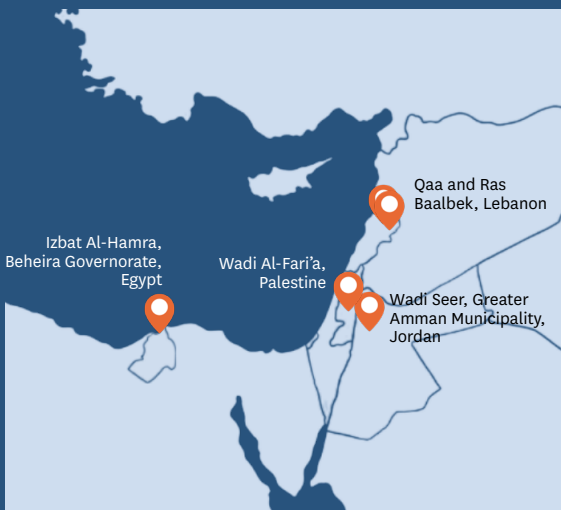 Qaa and Ras
Baalbek, Lebanon
Izbat Al-Hamra,
Beheira Governorate,
Egypt
Wadi Al-Fari’a,
Palestine
Wadi Seer, Greater
Amman Municipality,
Jordan